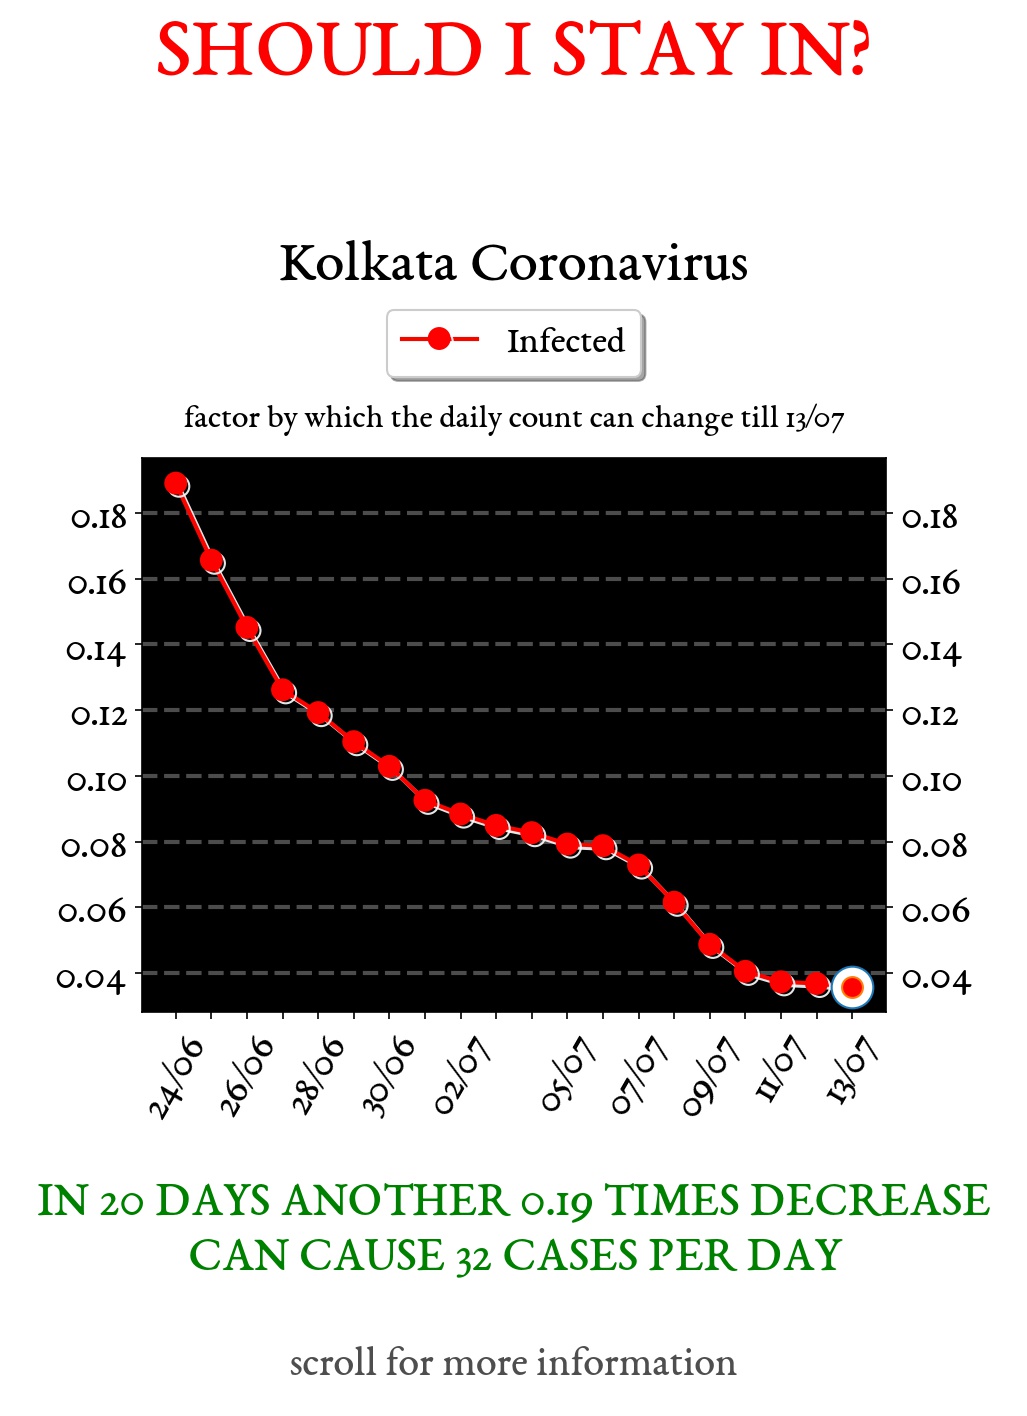 SHOULD I STAY IN?
Kolkata Coronavirus
Infected
factor by which the daily count can change till 13/07
0.18 0.18
0.16 0.16
0.14 0.14
0.12 0.12
0.10 0.10
0.08 0.08
0.06 0.06
0.04 0.04
24/06 26/06 28/06 30/06 02/07 05/07 07/07 09/07 11/07 13/07
IN 20 DAYS ANOTHER 0.19 TIMES DECREASE
CAN CAUSE 32 CASES PER DAY
scroll for more information